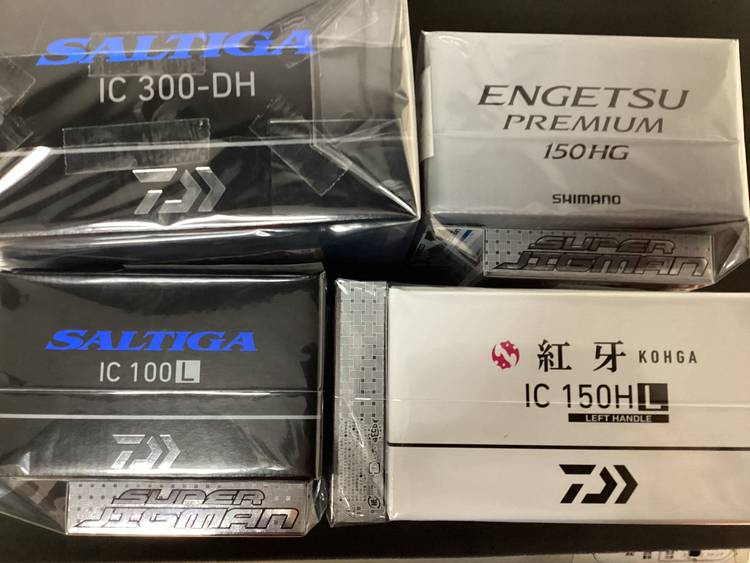 SALTIGA
IC 300-DH
ENGETSU
PREMIUM
150HG
SHIMANO
SUPER
JIGMAN
SALTIGA
IC 100L
SUPER
JIGMAN
紅牙 KOHGA
IC 150HL
LEFT HANDLE